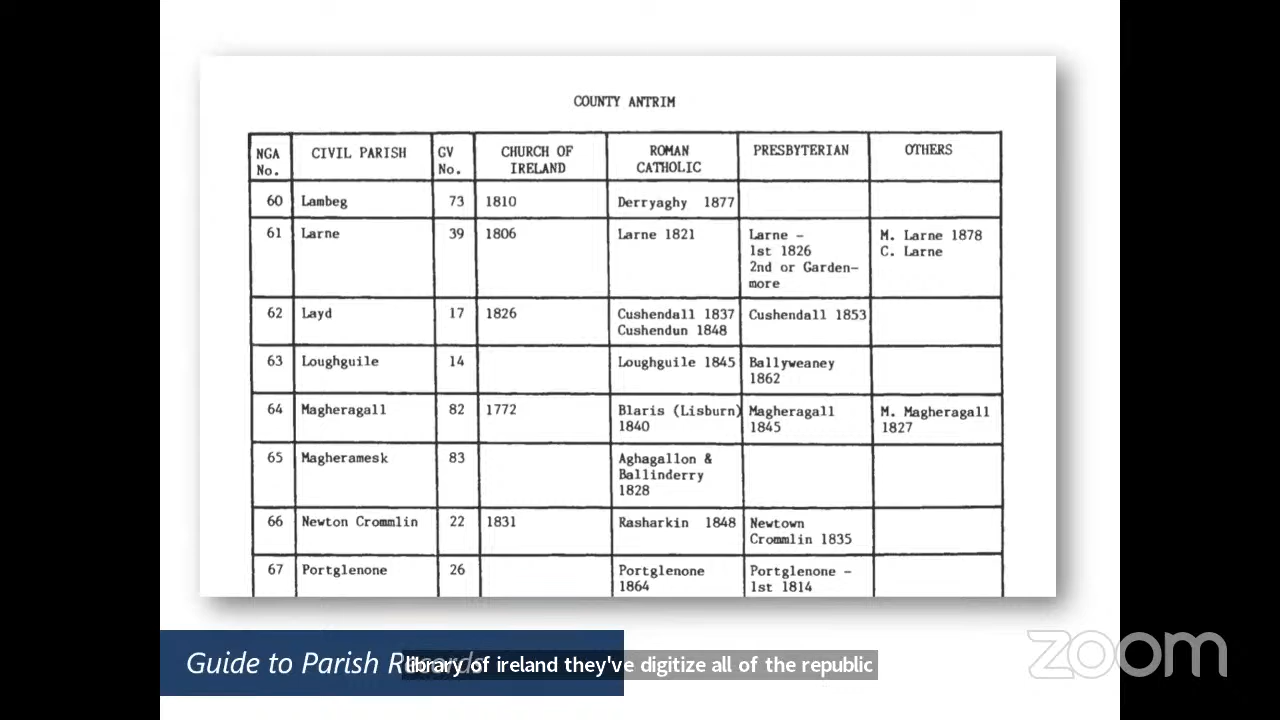 COUNTY ANTRIM
NGA No. CIVIL PARISH GV No. CHURCH OF IRELAND ROMAN CATHOLIC PRESBYTERIAN OTHERS
60 Lambeg 73 1810 Derryaghy 1877
61 Larne 39 1806 Larne 1821 Larne - M. Larne 1878
1st 1826 C. Larne
2nd or Garden-
more
62 Layd 17 1826 Cushendall 1837 Cushendall 1853
Cushendun 1848
63 Loughguile 14 Loughguile 1845 Ballyweaney
1862
64 Magheragall 82 1772 Blaris (Lisburn) Magheragall M. Magheragall
1840 1845 1827
65 Magheramesk 83 Aghagallon &
Ballinderry
1828
66 Newton Crommlin 22 1831 Rasharkin 1848 Newtown
Crommlin 1835
67 Portglenone 26 Portglenone Portglenone -
1864 1st 1814
Guide to Parish Records
library of ireland they've digitize all of the republic
zoom